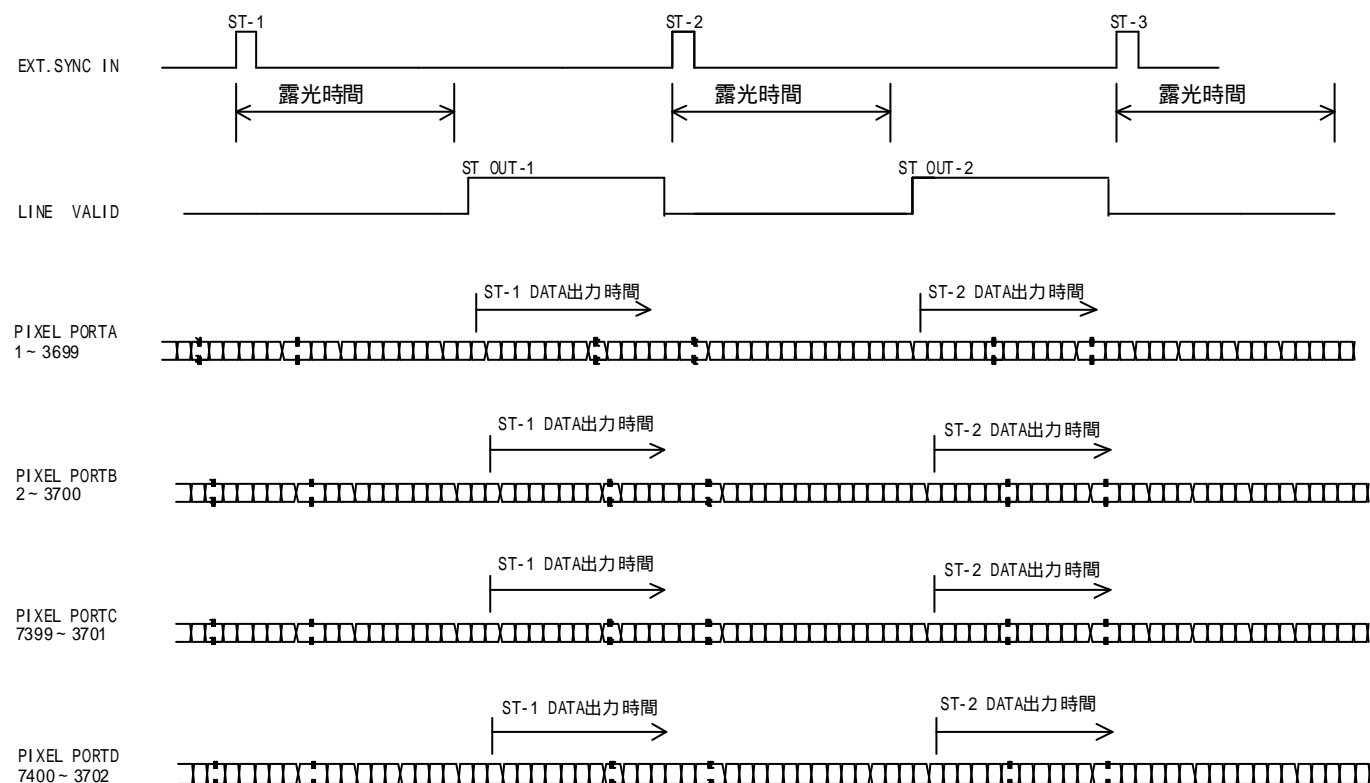 ST-1 ST-2 ST-3
EXT.SYNC IN
露光時間 露光時間 露光時間
ST OUT-1 ST OUT-2
LINE VALID
ST-1 DATA出力時間 ST-2 DATA出力時間
PIXEL PORTA
1~3699
ST-1 DATA出力時間 ST-2 DATA出力時間
PIXEL PORTB
2~3700
ST-1 DATA出力時間 ST-2 DATA出力時間
PIXEL PORTC
7399~3701
ST-1 DATA出力時間 ST-2 DATA出力時間
PIXEL PORTD
7400~3702